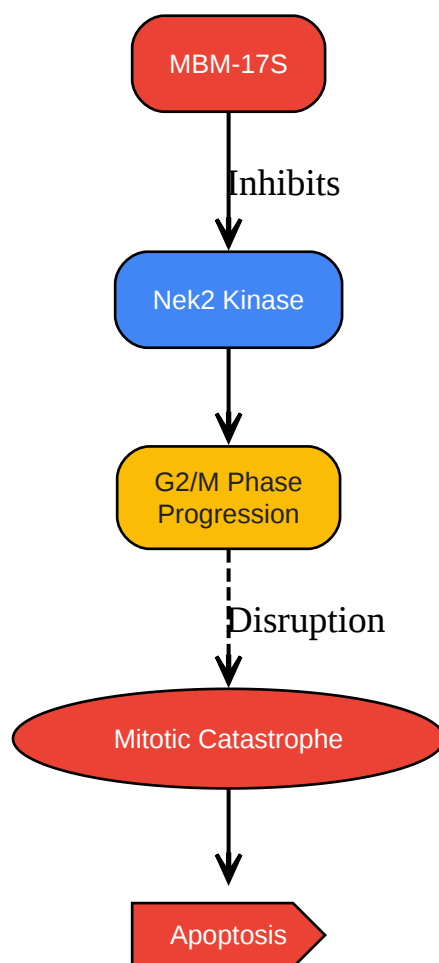 MBM-17S
Inhibits
Nek2 Kinase
G2/M Phase
Progression
Disruption
Mitotic Catastrophe
Apoptosis